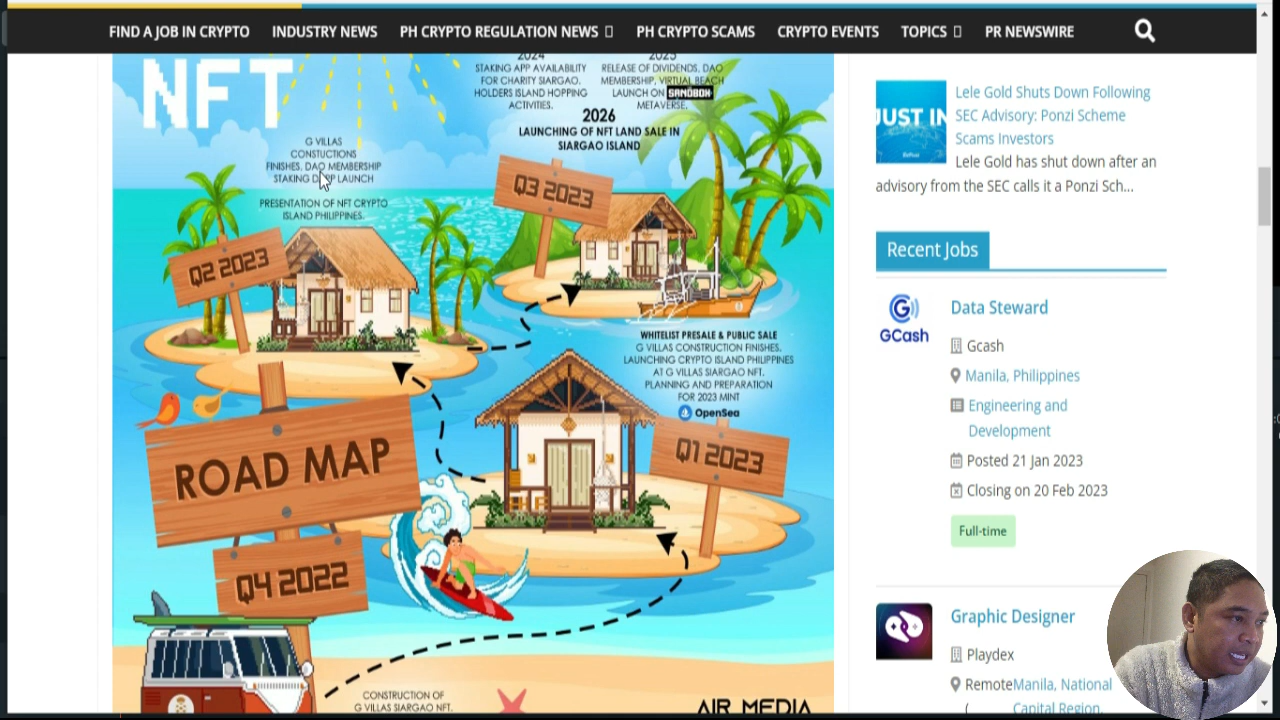 FIND A JOB IN CRYPTO INDUSTRY NEWS PH CRYPTO REGULATION NEWS PH CRYPTO SCAMS CRYPTO EVENTS TOPICS PR NEWSWIRE
NFT
2024
STAKING APP AVAILABILITY
FOR CHARITY SIARGAO,
HOLDERS ISLAND HOPPING
ACTIVITIES.
2025
RELEASE OF DIVIDENDS, DAO
MEMBERSHIP, VIRTUAL BEACH
LAUNCH ON SANDBOX
METAVERSE.
2026
LAUNCHING OF NFT LAND SALE IN
SIARGAO ISLAND
G VILLAS
CONSTUCTIONS
FINISHES, DAO MEMBERSHIP
STAKING DAPP LAUNCH
PRESENTATION OF NFT CRYPTO
ISLAND PHILIPPINES.
Q3 2023
Q2 2023
WHITELIST PRESALE & PUBLIC SALE
G VILLAS CONSTRUCTION FINISHES.
LAUNCHING CRYPTO ISLAND PHILIPPINES
AT G VILLAS SIARGAO NFT.
PLANNING AND PREPARATION
FOR 2023 MINT
OpenSea
ROAD MAP
Q1 2023
Q4 2022
CONSTRUCTION OF
G VILLAS SIARGAO NFT.
AIR MEDIA
JUST IN
Lele Gold Shuts Down Following
SEC Advisory: Ponzi Scheme
Scams Investors
Lele Gold has shut down after an
advisory from the SEC calls it a Ponzi Sch...
Recent Jobs
GCash
Data Steward
Gcash
Manila, Philippines
Engineering and
Development
Posted 21 Jan 2023
Closing on 20 Feb 2023
Full-time
Graphic Designer
Playdex
RemoteManila, National
( Capital Region,